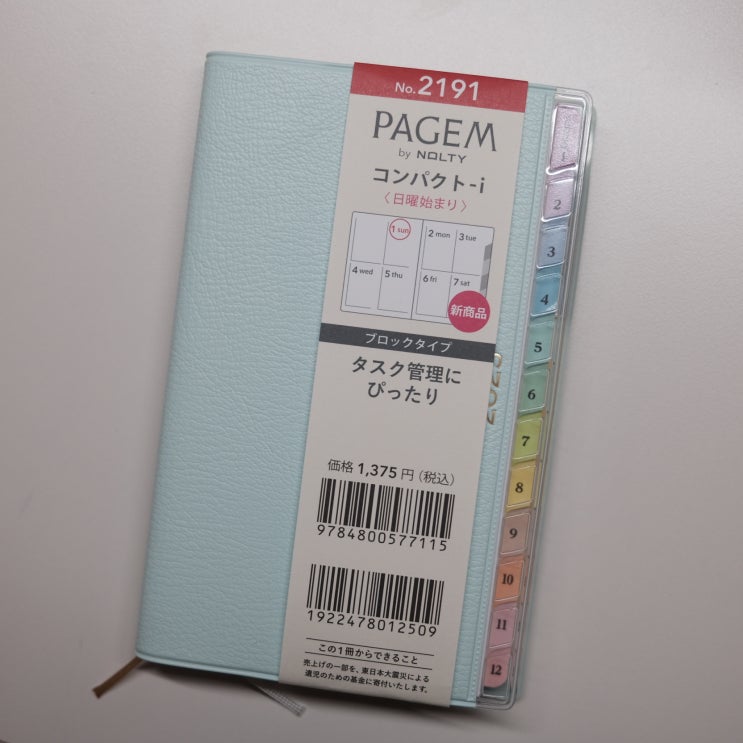 No.2191
PAGEM
by NOLTY
コンパクト-i
〈日曜始まり〉
1 sun
2 mon
3 tue
4 wed
5 thu
6 fri
7 sat
新商品
ブロックタイプ
タスク管理に
ぴったり
価格 1,375 円（税込）
9784800577115
1922478012509
この1冊からできること
売上げの一部を、東日本大震災による
遺児のための基金に寄付いたします。
1
2
3
4
5
6
7
8
9
10
11
12